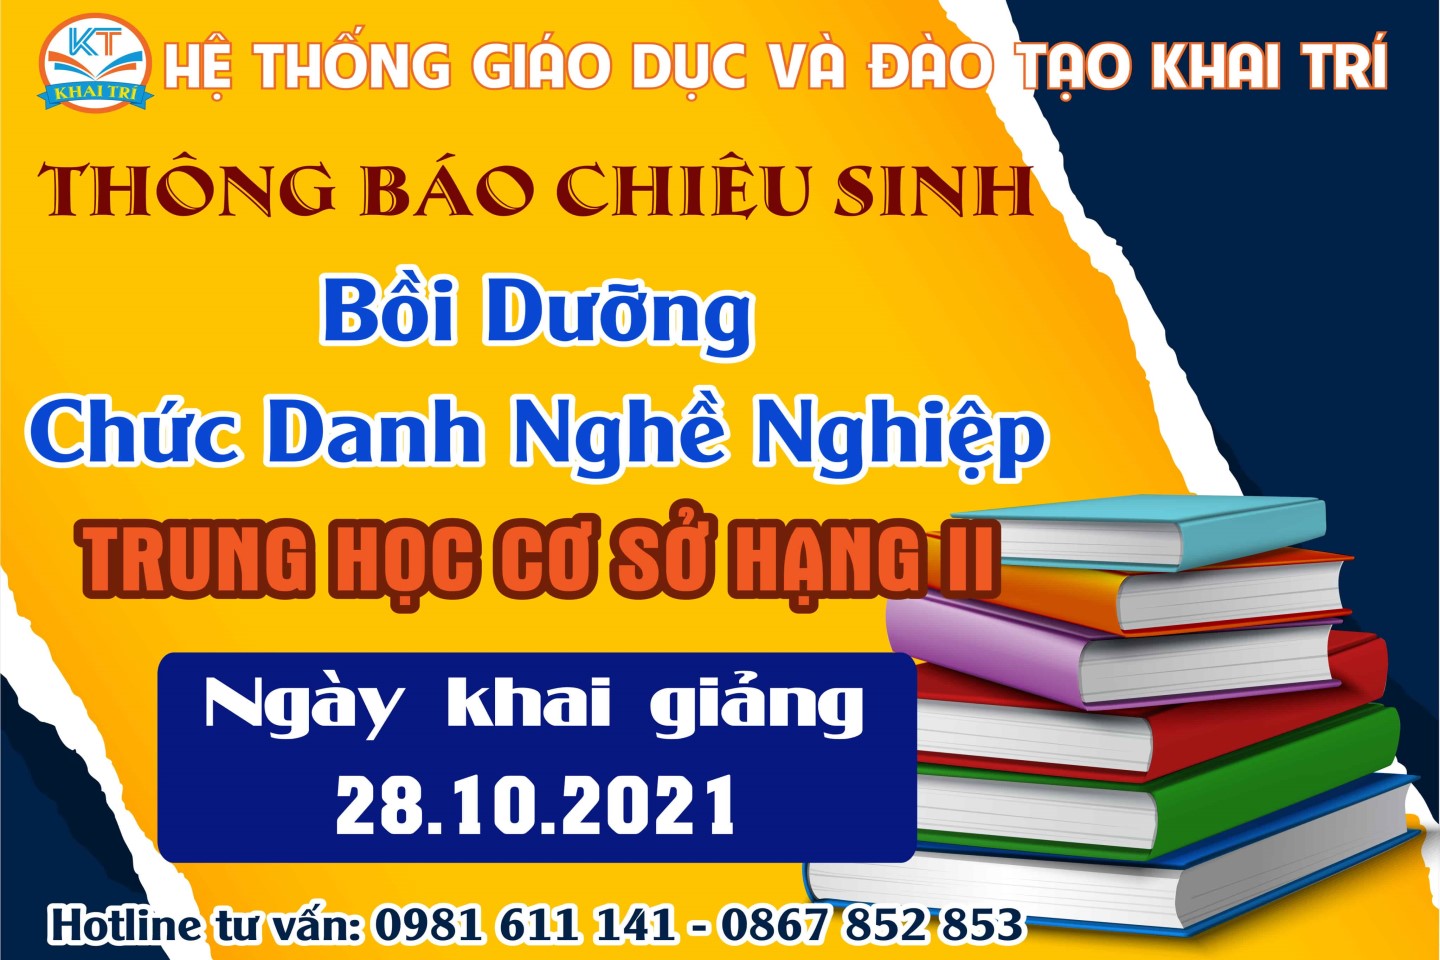 KT
KHAI TRÍ
HỆ THỐNG GIÁO DỤC VÀ ĐÀO TẠO KHAI TRÍ
THÔNG BÁO CHIÊU SINH
Bồi Dưỡng
Chức Danh Nghề Nghiệp
TRUNG HỌC CƠ SỞ HẠNG II
Ngày khai giảng
28.10.2021
Hotline tư vấn: 0981 611 141 - 0867 852 853